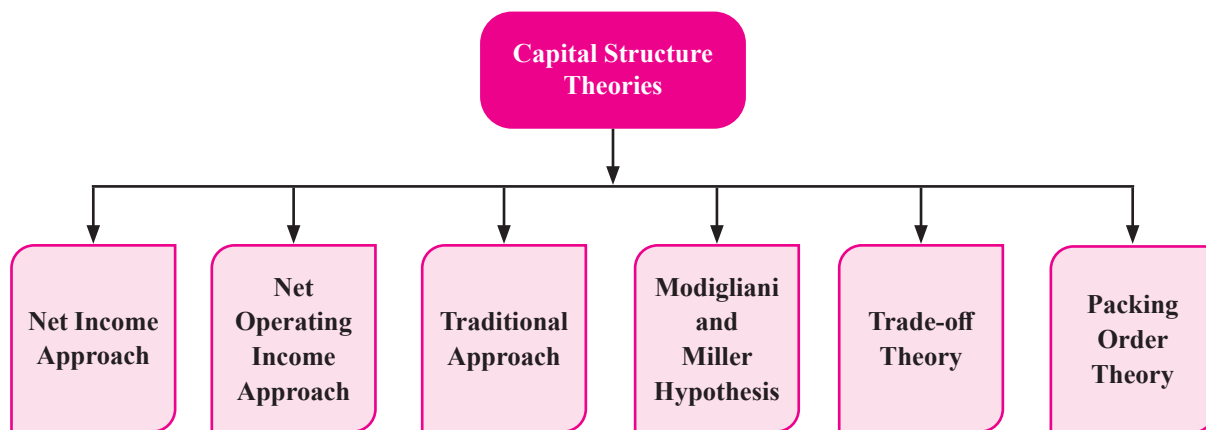 Capital Structure
Theories
Net Income
Approach
Net
Operating
Income
Approach
Traditional
Approach
Modigliani
and
Miller
Hypothesis
Trade-off
Theory
Packing
Order
Theory